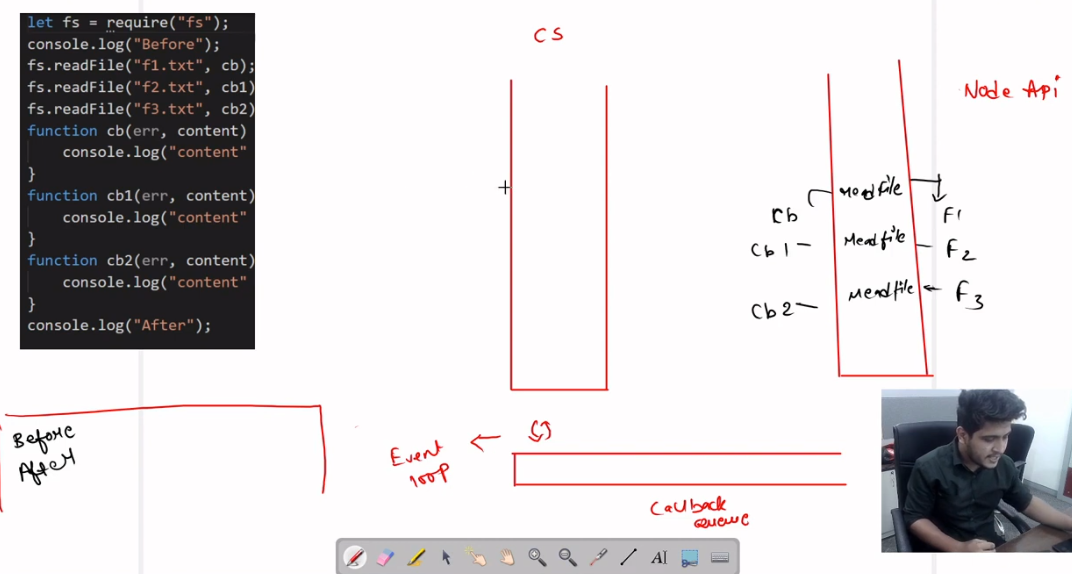 let fs = require("fs");
console.log("Before");
fs.readFile("f1.txt", cb);
fs.readFile("f2.txt", cb1)
fs.readFile("f3.txt", cb2)
function cb(err, content)
console.log("content"
}
function cb1(err, content)
console.log("content"
}
function cb2(err, content)
console.log("content"
}
console.log("After");
CS
Node Api
readfile
cb
F1
Cb1
readfile
F2
readfile
F3
Cb2
Before
After
Event
loop
Callback
queue
AI